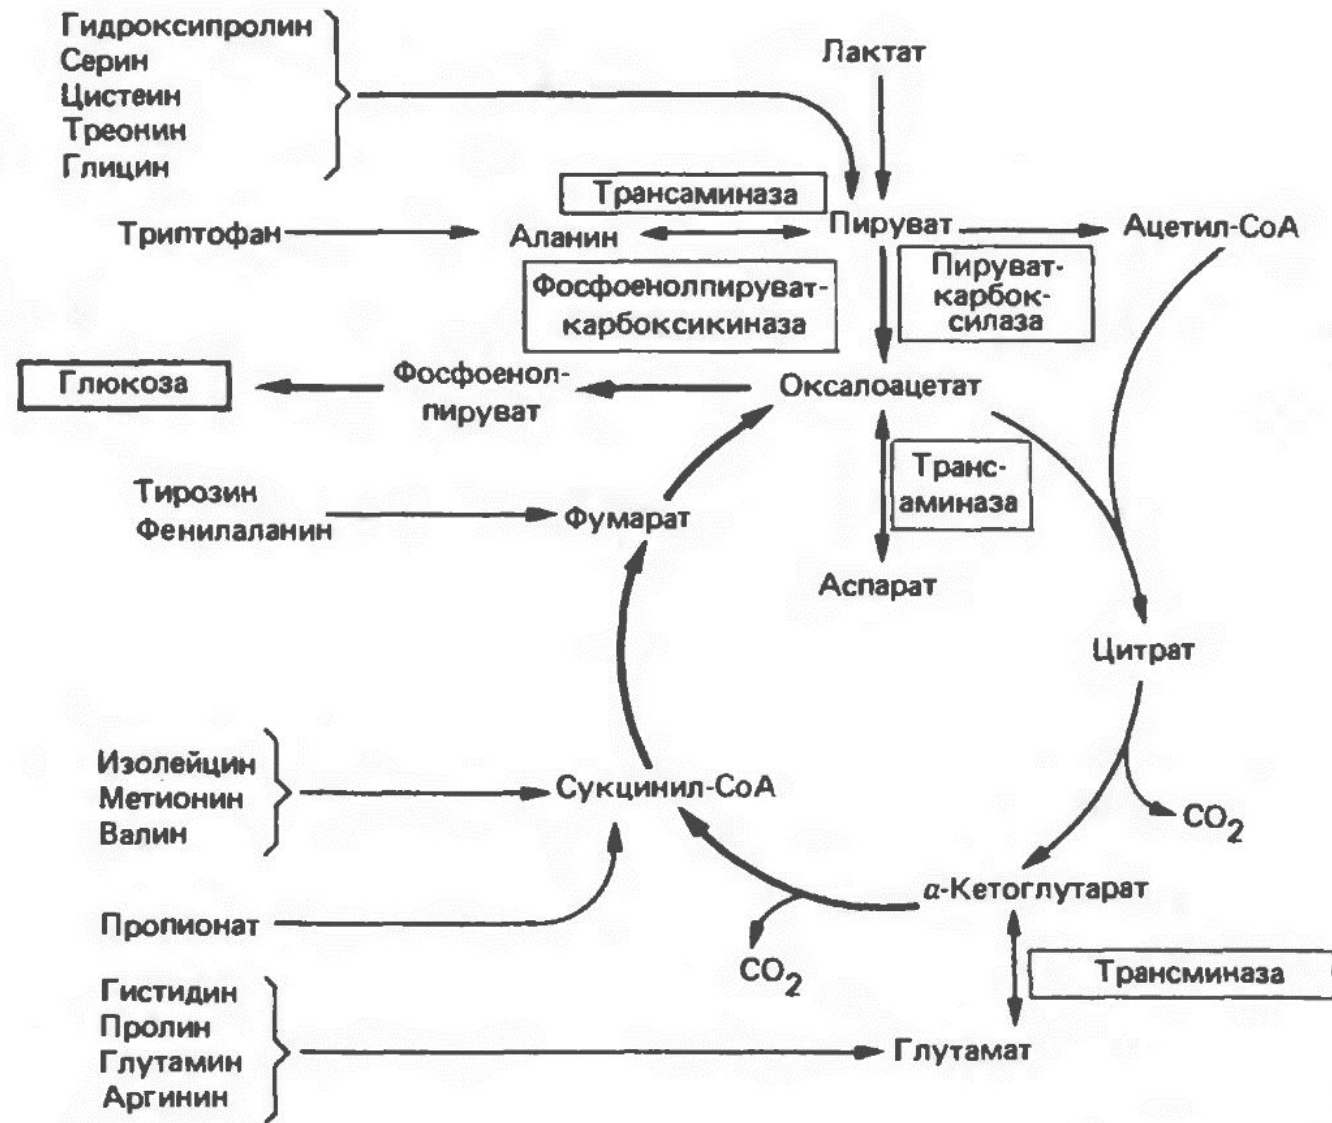 Гидроксипролин
Серин
Цистеин
Треонин
Глицин
Лактат
Трансаминаза
Триптофан
Аланин
Пируват
Ацетил-СоА
Фосфоенолпируват-
карбоксикиназа
Пируват-
карбок-
силаза
Глюкоза
Фосфоенол-
пируват
Оксалоацетат
Транс-
аминаза
Тирозин
Фенилаланин
Фумарат
Аспарат
Цитрат
Изолейцин
Метионин
Валин
Сукцинил-СоА
CO2
α-Кетоглутарат
Пропионат
CO2
Трансминаза
Гистидин
Пролин
Глутамин
Аргинин
Глутамат